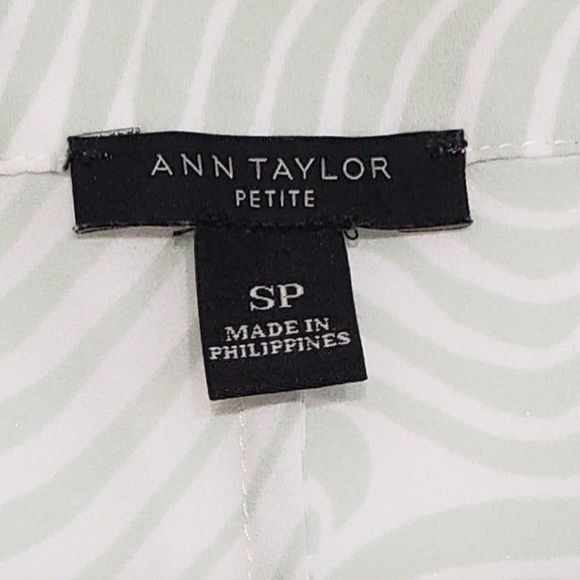 ANN TAYLOR
PETITE
SP
MADE IN
PHILIPPINES